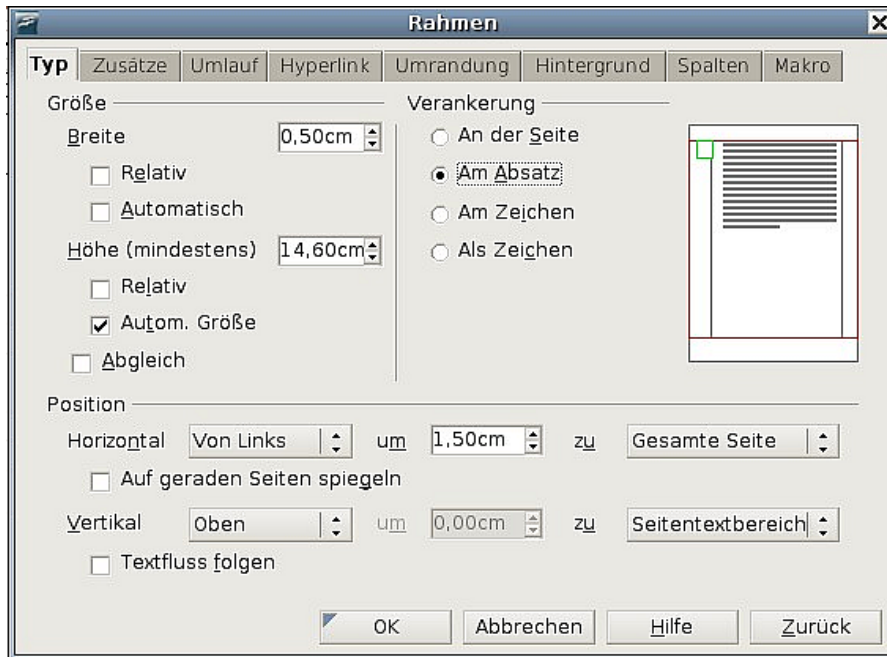 Rahmen
Typ Zusätze Umlauf Hyperlink Umrandung Hintergrund Spalten Makro
Größe
Breite 0,50cm
Relativ
Automatisch
Höhe (mindestens) 14,60cm
Relativ
Autom. Größe
Abgleich
Verankerung
An der Seite
Am Absatz
Am Zeichen
Als Zeichen
Position
Horizontal Von Links um 1,50cm zu Gesamte Seite
Auf geraden Seiten spiegeln
Vertikal Oben um 0,00cm zu Seitentextbereich
Textfluss folgen
OK Abbrechen Hilfe Zurück